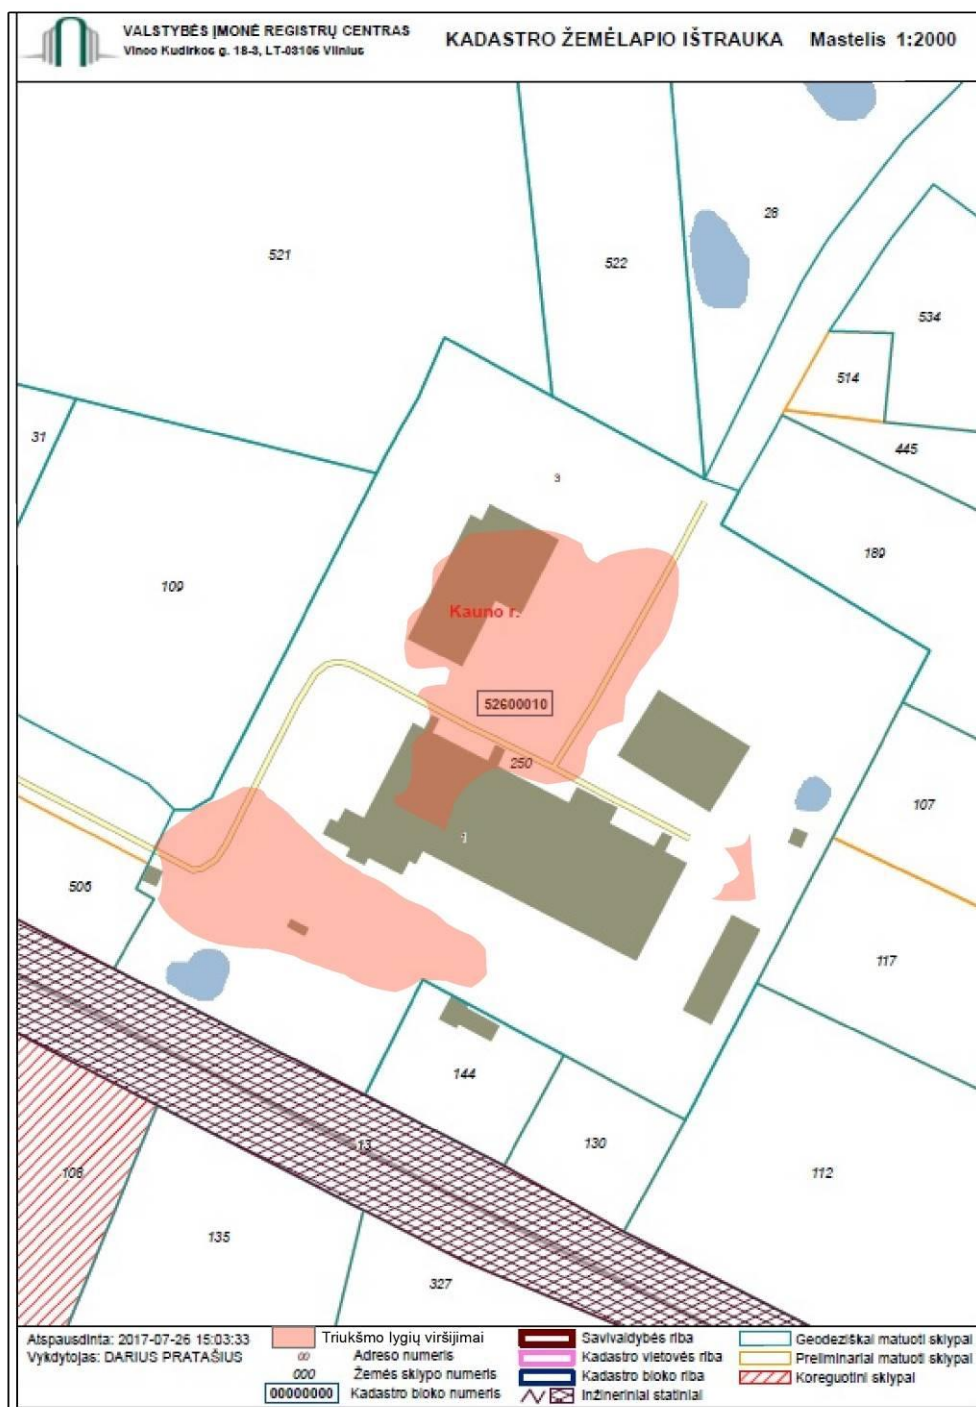 VALSTYBĖS ĮMONĖ REGISTRŲ CENTRAS
Vinco Kudirkos g. 18-3, LT-03105 Vilnius
KADASTRO ŽEMĖLAPIO IŠTRAUKA Mastelis 1:2000
28
521
522
534
514
31
445
3
189
109
Kauno r.
52600010
250
107
1
506
117
144
13
130
108
112
135
327
Atspausdinta: 2017-07-26 15:03:33
Vykdytojas: DARIUS PRATAŠIUS
Triukšmo lygių viršijimai
00 Adreso numeris
000 Žemės sklypo numeris
00000000 Kadastro bloko numeris
Savivaldybės riba
Kadastro vietovės riba
Kadastro bloko riba
Inžineriniai statiniai
Geodeziškai matuoti sklypai
Preliminariai matuoti sklypai
Koreguotini sklypai